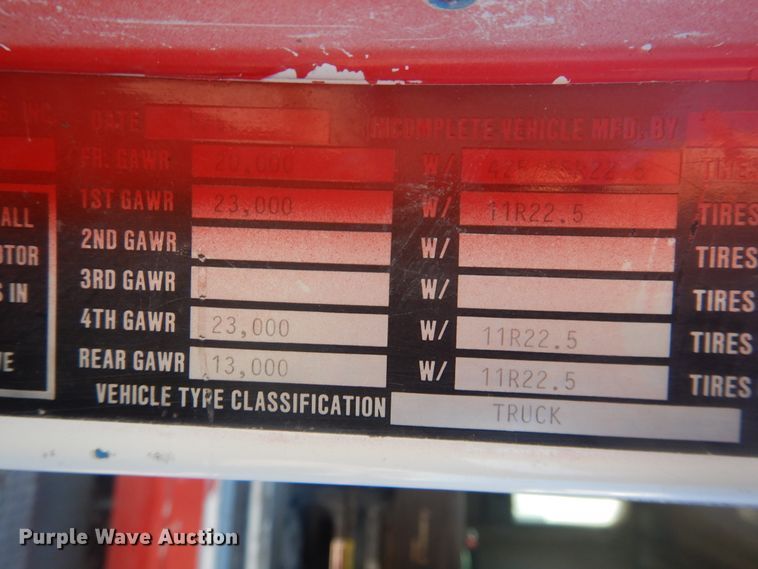 INC. DATE INCOMPLETE VEHICLE MFD. BY
FR. GAWR 20,000 W/ TIRES
1ST GAWR 23,000 W/ 11R22.5 TIRES
ALL
2ND GAWR W/ TIRES
OTOR
3RD GAWR W/ TIRES
S IN
4TH GAWR 23,000 W/ 11R22.5 TIRES
REAR GAWR 13,000 W/ 11R22.5 TIRES
VE
VEHICLE TYPE CLASSIFICATION TRUCK
Purple Wave Auction